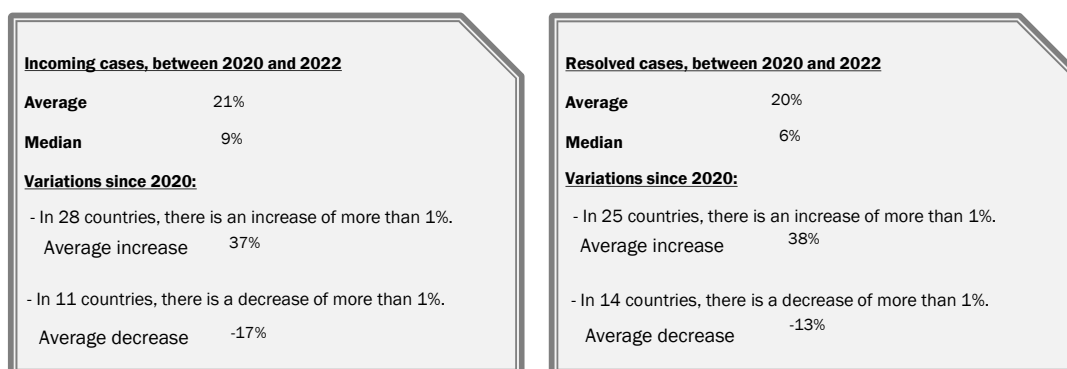 Incoming cases, between 2020 and 2022
Average 21%
Median 9%
Variations since 2020:
- In 28 countries, there is an increase of more than 1%.
Average increase 37%
- In 11 countries, there is a decrease of more than 1%.
Average decrease -17%
Resolved cases, between 2020 and 2022
Average 20%
Median 6%
Variations since 2020:
- In 25 countries, there is an increase of more than 1%.
Average increase 38%
- In 14 countries, there is a decrease of more than 1%.
Average decrease -13%